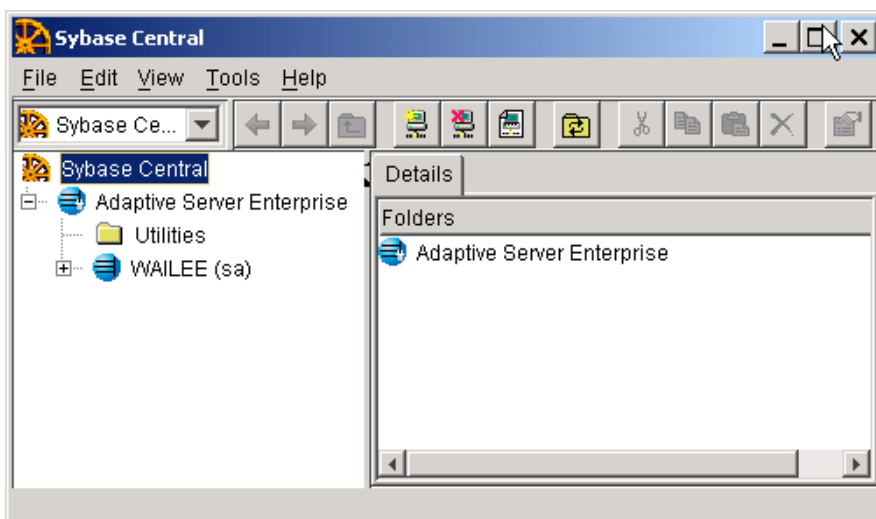 Sybase Central
File Edit View Tools Help
Sybase Ce...
Sybase Central
Adaptive Server Enterprise
Utilities
WAILEE (sa)
Details
Folders
Adaptive Server Enterprise